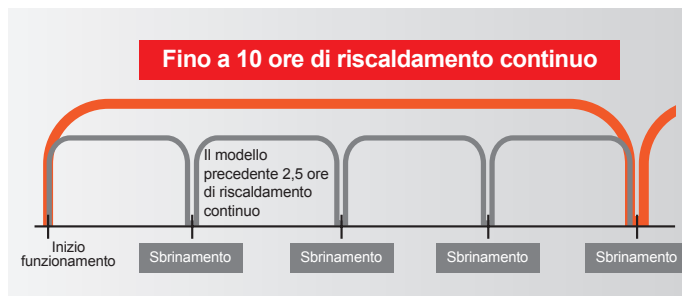 Fino a 10 ore di riscaldamento continuo
Il modello
precedente 2,5 ore
di riscaldamento
continuo
Inizio
funzionamento
Sbrinamento
Sbrinamento
Sbrinamento
Sbrinamento